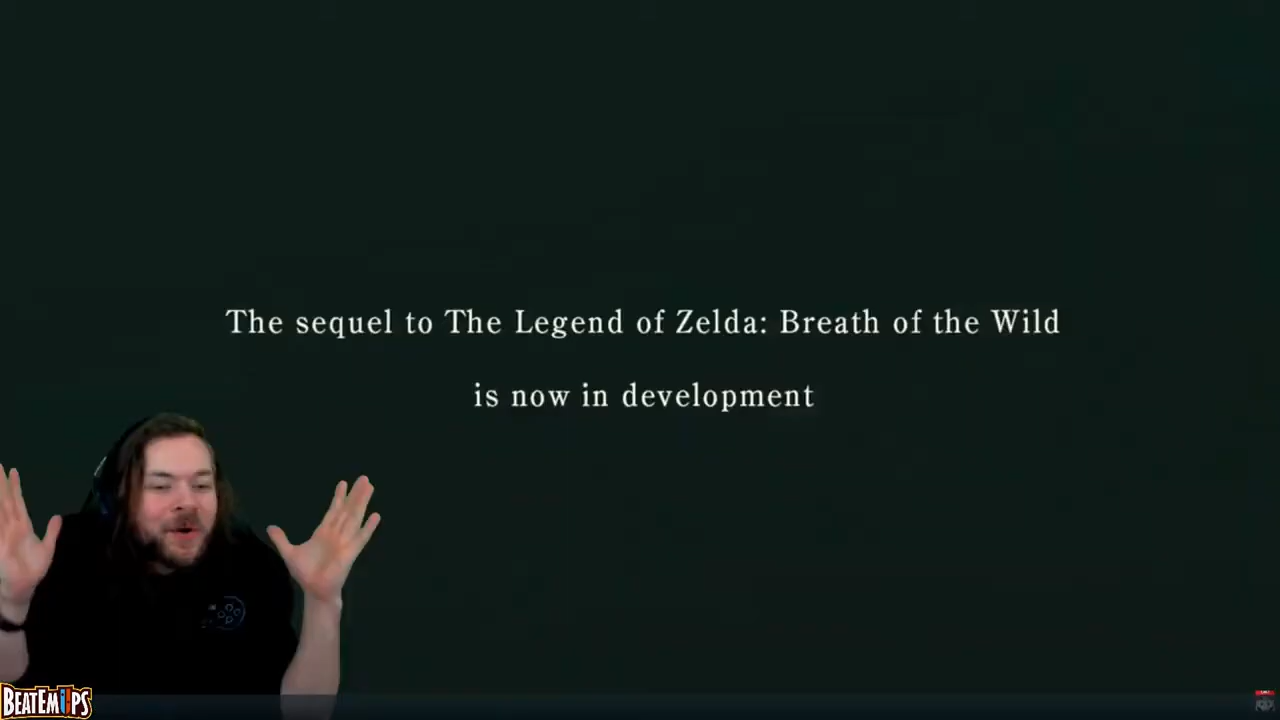 The sequel to The Legend of Zelda: Breath of the Wild
is now in development
BEATEMUPS